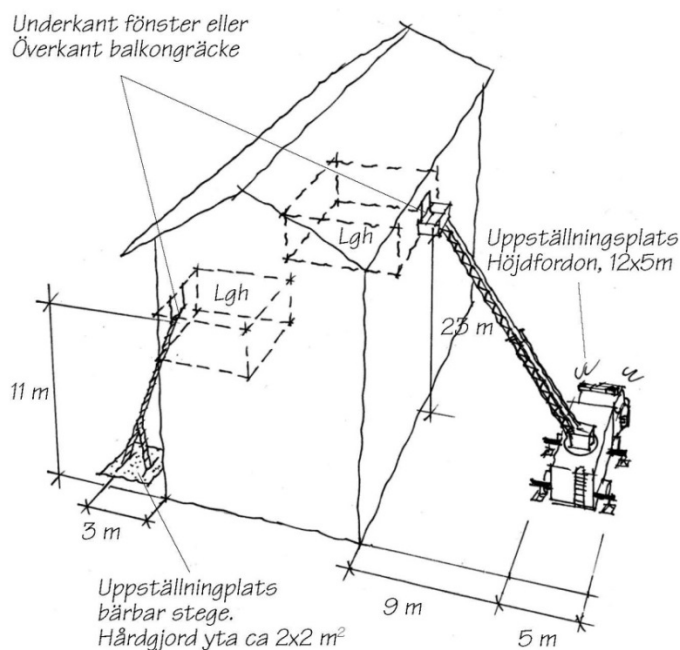 Underkant fönster eller
Överkant balkongräcke
Lgh
Uppställningsplats
Höjdfordon, 12x5m
Lgh
23 m
11 m
3 m
9 m
5 m
Uppställningplats
bärbar stege.
Hårdgjord yta ca 2x2 m²